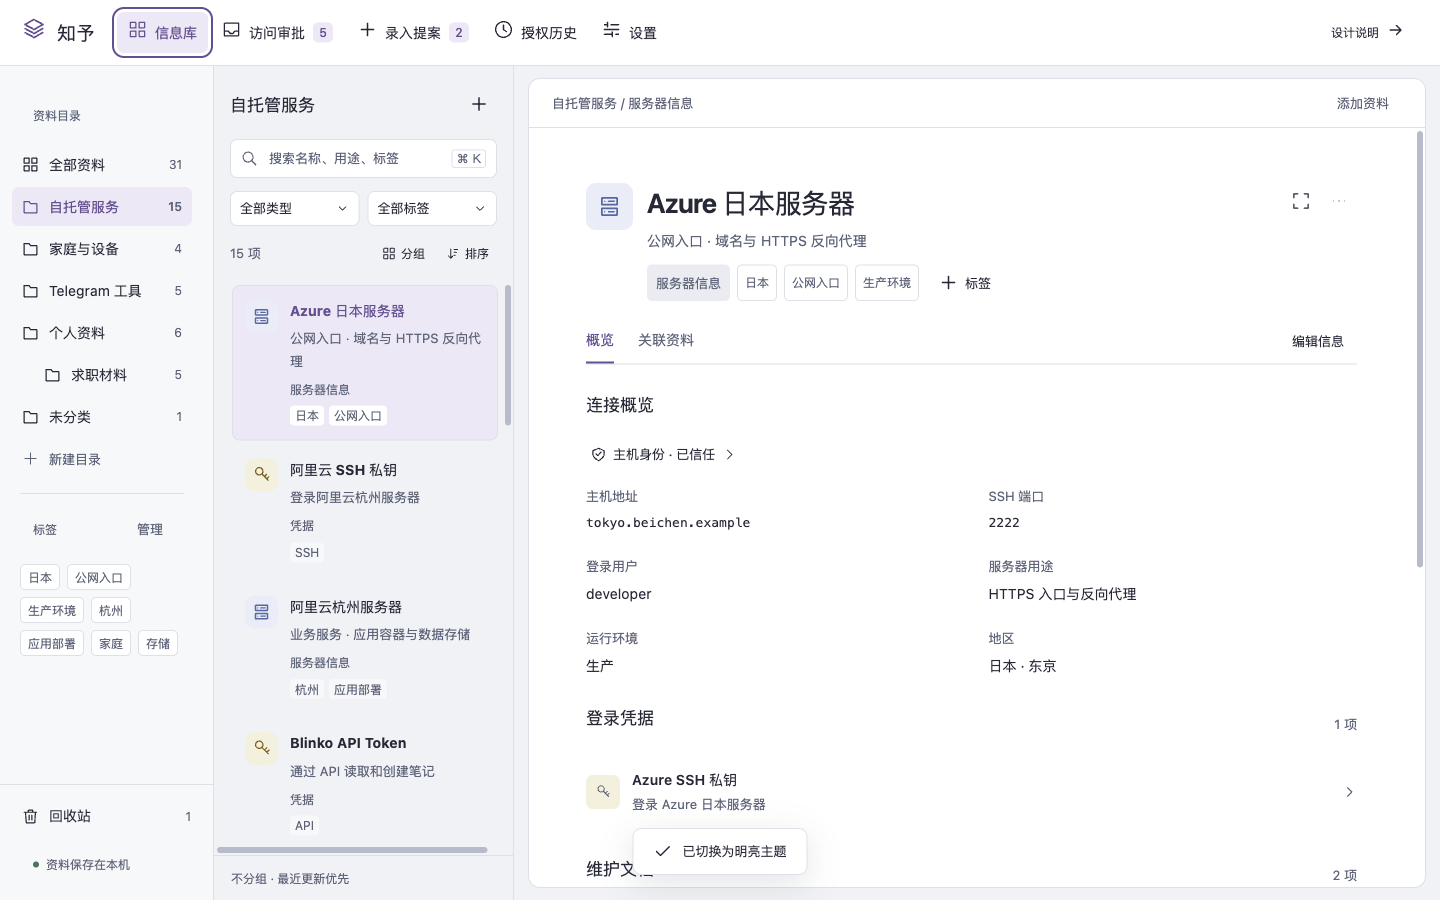 知予
信息库
访问审批 5
录入提案 2
授权历史
设置
设计说明
资料目录
全部资料 31
自托管服务 15
家庭与设备 4
Telegram 工具 5
个人资料 6
求职材料 5
未分类 1
新建目录
标签 管理
日本 公网入口
生产环境 杭州
应用部署 家庭 存储
回收站 1
资料保存在本机
自托管服务
搜索名称、用途、标签 ⌘ K
全部类型 全部标签
15 项 分组 排序
Azure 日本服务器
公网入口 · 域名与 HTTPS 反向代
理
服务器信息
日本 公网入口
阿里云 SSH 私钥
登录阿里云杭州服务器
凭据
SSH
阿里云杭州服务器
业务服务 · 应用容器与数据存储
服务器信息
杭州 应用部署
Blinko API Token
通过 API 读取和创建笔记
凭据
API
不分组 · 最近更新优先
自托管服务 / 服务器信息 添加资料
Azure 日本服务器
公网入口 · 域名与 HTTPS 反向代理
服务器信息 日本 公网入口 生产环境 标签
概览 关联资料 编辑信息
连接概览
主机身份 · 已信任
主机地址 SSH 端口
tokyo.beichen.example 2222
登录用户 服务器用途
developer HTTPS 入口与反向代理
运行环境 地区
生产 日本 · 东京
登录凭据 1 项
Azure SSH 私钥
登录 Azure 日本服务器
已切换为明亮主题
维护文 2 项